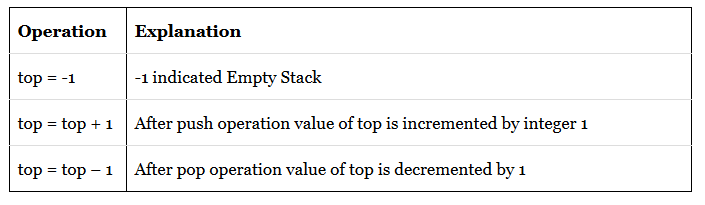 Operation Explanation
top = -1 -1 indicated Empty Stack
top = top + 1 After push operation value of top is incremented by integer 1
top = top – 1 After pop operation value of top is decremented by 1